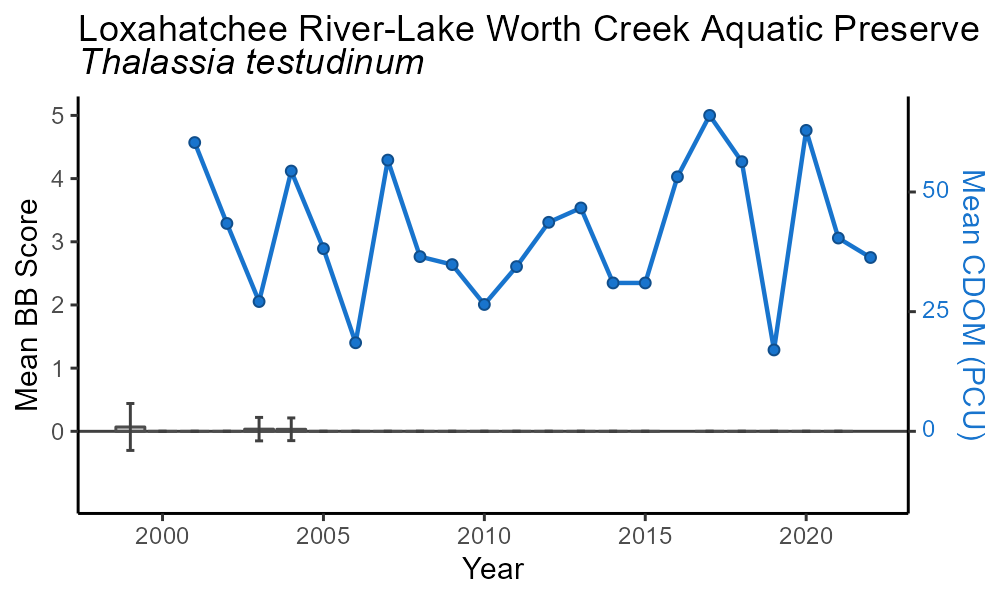 Loxahatchee River-Lake Worth Creek Aquatic Preserve
Thalassia testudinum
Mean BB Score
5
4
3
2
1
0
50
25
0
Mean CDOM (PCU)
2000 2005 2010 2015 2020
Year